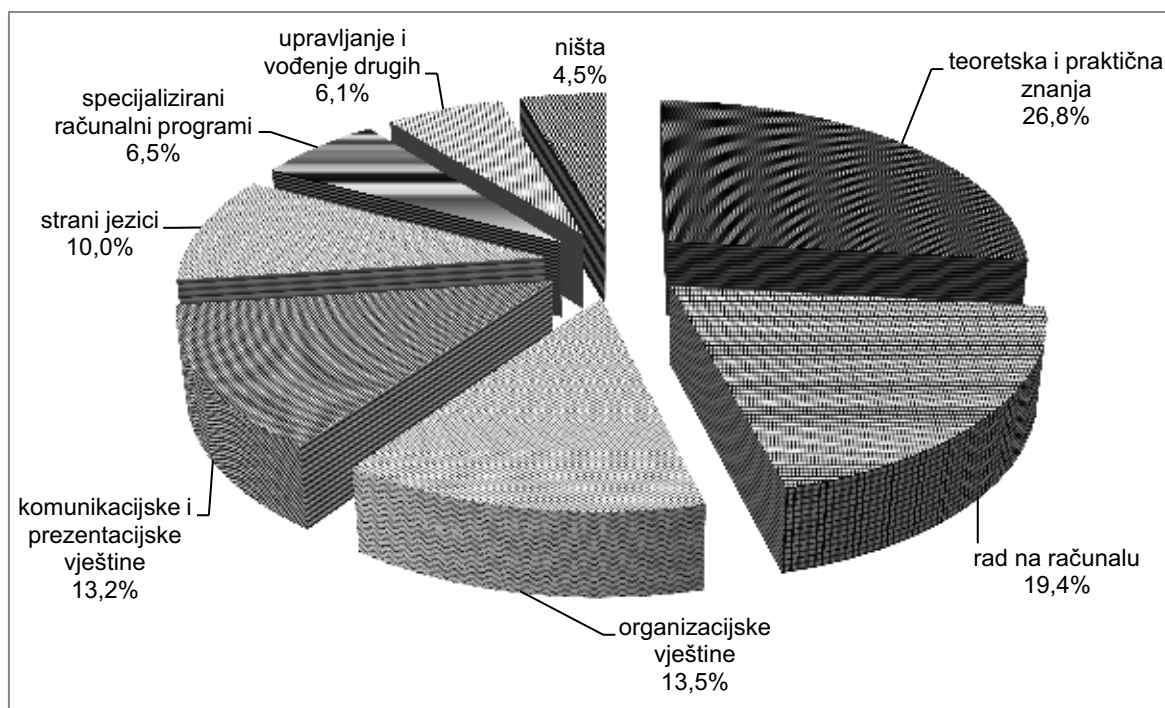 upravljanje i
vođenje drugih
6,1%
ništa
4,5%
teoretska i praktična
znanja
26,8%
specijalizirani
računalni programi
6,5%
strani jezici
10,0%
komunikacijske i
prezentacijske
vještine
13,2%
organizacijske
vještine
13,5%
rad na računalu
19,4%